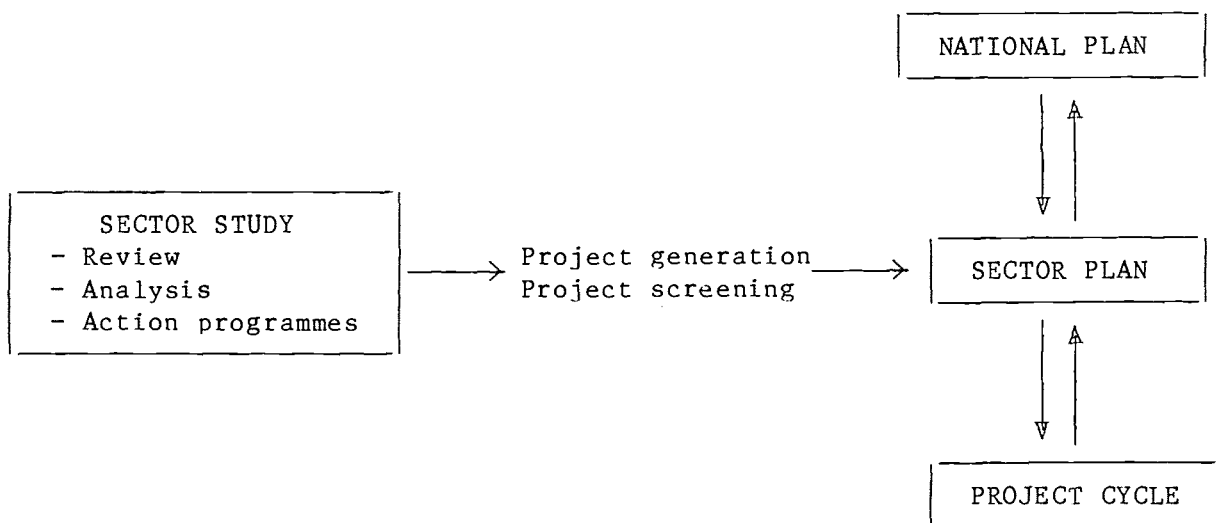 NATIONAL PLAN
SECTOR STUDY
- Review
- Analysis
- Action programmes
Project generation
Project screening
SECTOR PLAN
PROJECT CYCLE